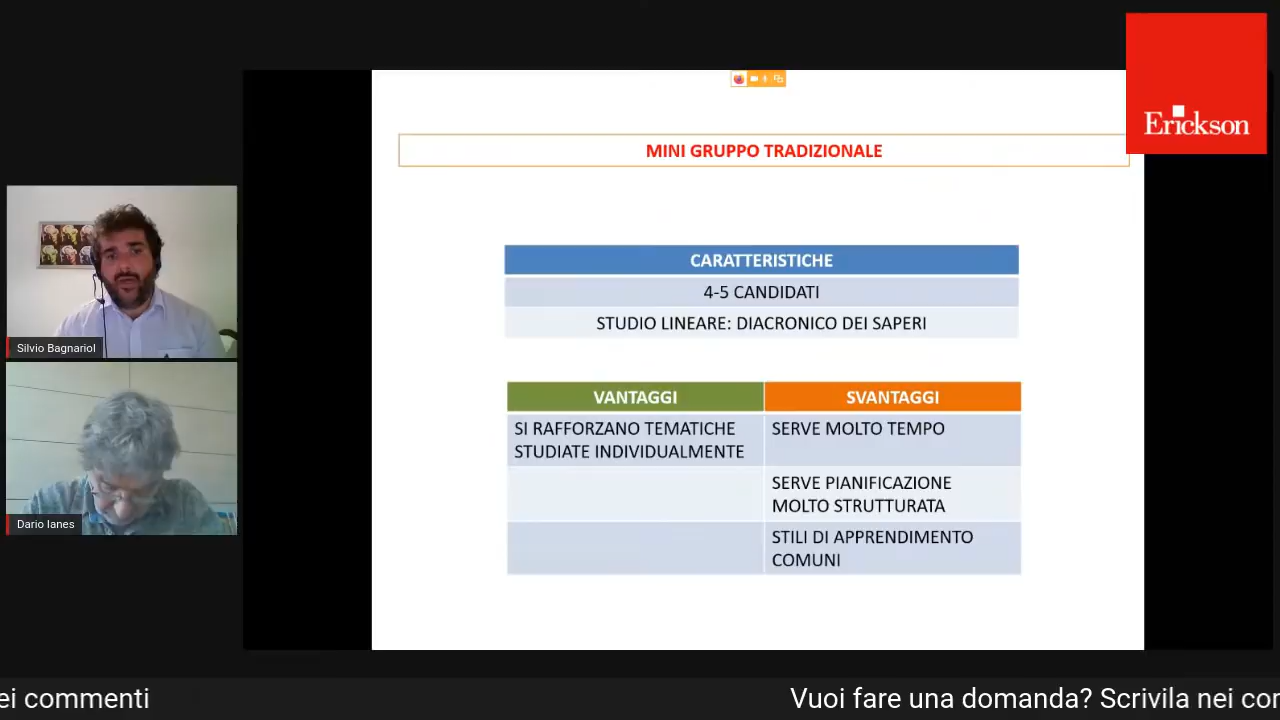 Erickson
MINI GRUPPO TRADIZIONALE
CARATTERISTICHE
4-5 CANDIDATI
STUDIO LINEARE: DIACRONICO DEI SAPERI
VANTAGGI
SVANTAGGI
SI RAFFORZANO TEMATICHE
STUDIATE INDIVIDUALMENTE
SERVE MOLTO TEMPO
SERVE PIANIFICAZIONE
MOLTO STRUTTURATA
STILI DI APPRENDIMENTO
COMUNI
Silvio Bagnariol
Dario Ianes
ei commenti
Vuoi fare una domanda? Scrivila nei cor